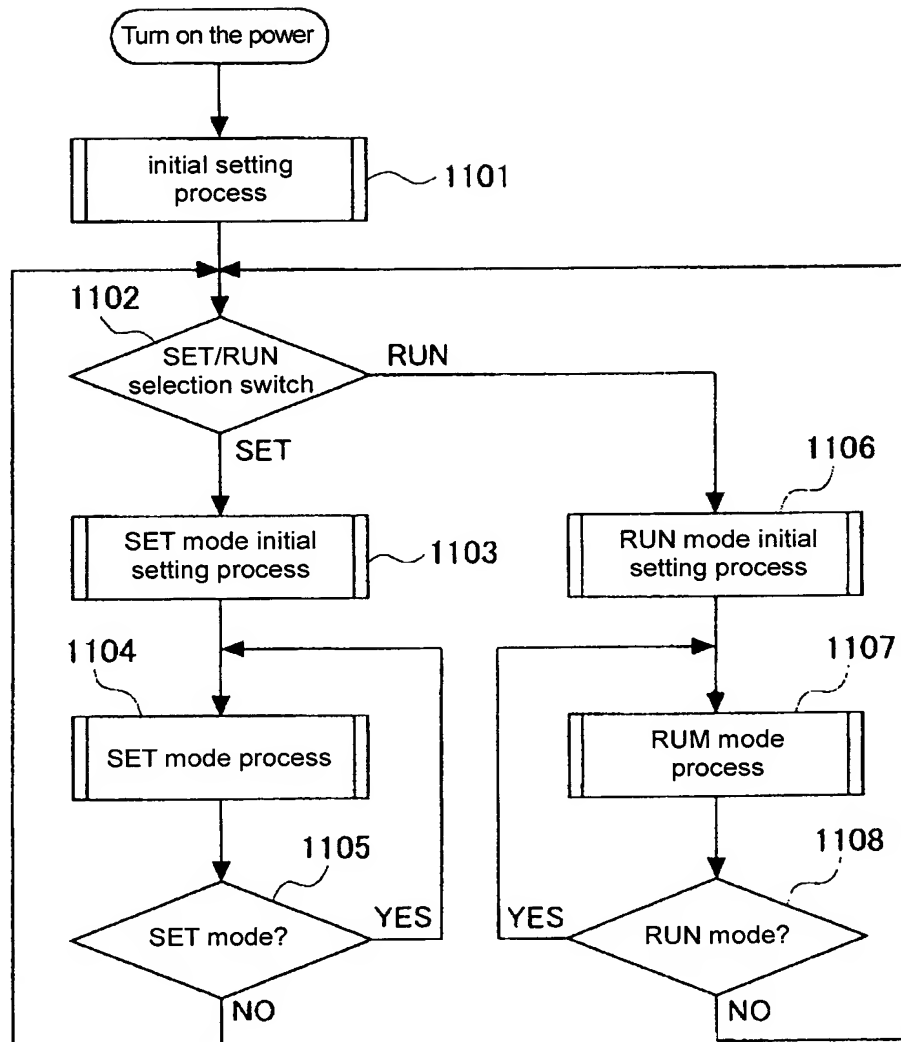 Turn on the power
initial setting
process
1101
1102
SET/RUN
selection switch
RUN
SET
1106
SET mode initial
setting process
1103
RUN mode initial
setting process
1104
1107
SET mode process
RUM mode
process
1105
1108
SET mode?
YES
YES
RUN mode?
NO
NO